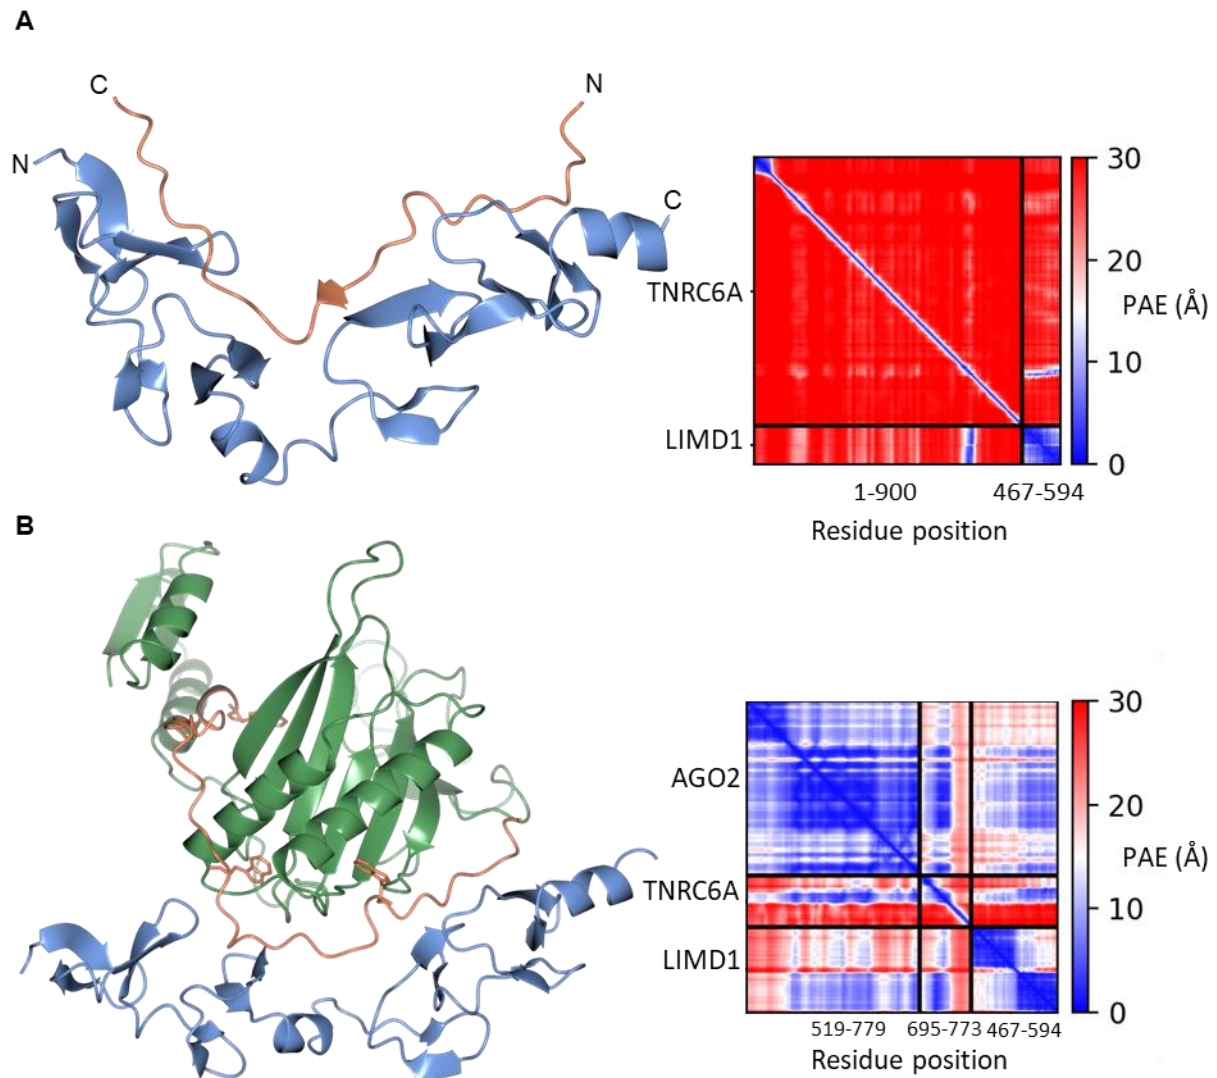 A
C
N
N
C
30
20
TNRC6A
PAE (Å)
10
LIMD1
0
1-900
467-594
Residue position
B
30
AGO2
20
PAE (Å)
TNRC6A
10
LIMD1
0
519-779
695-773
467-594
Residue position